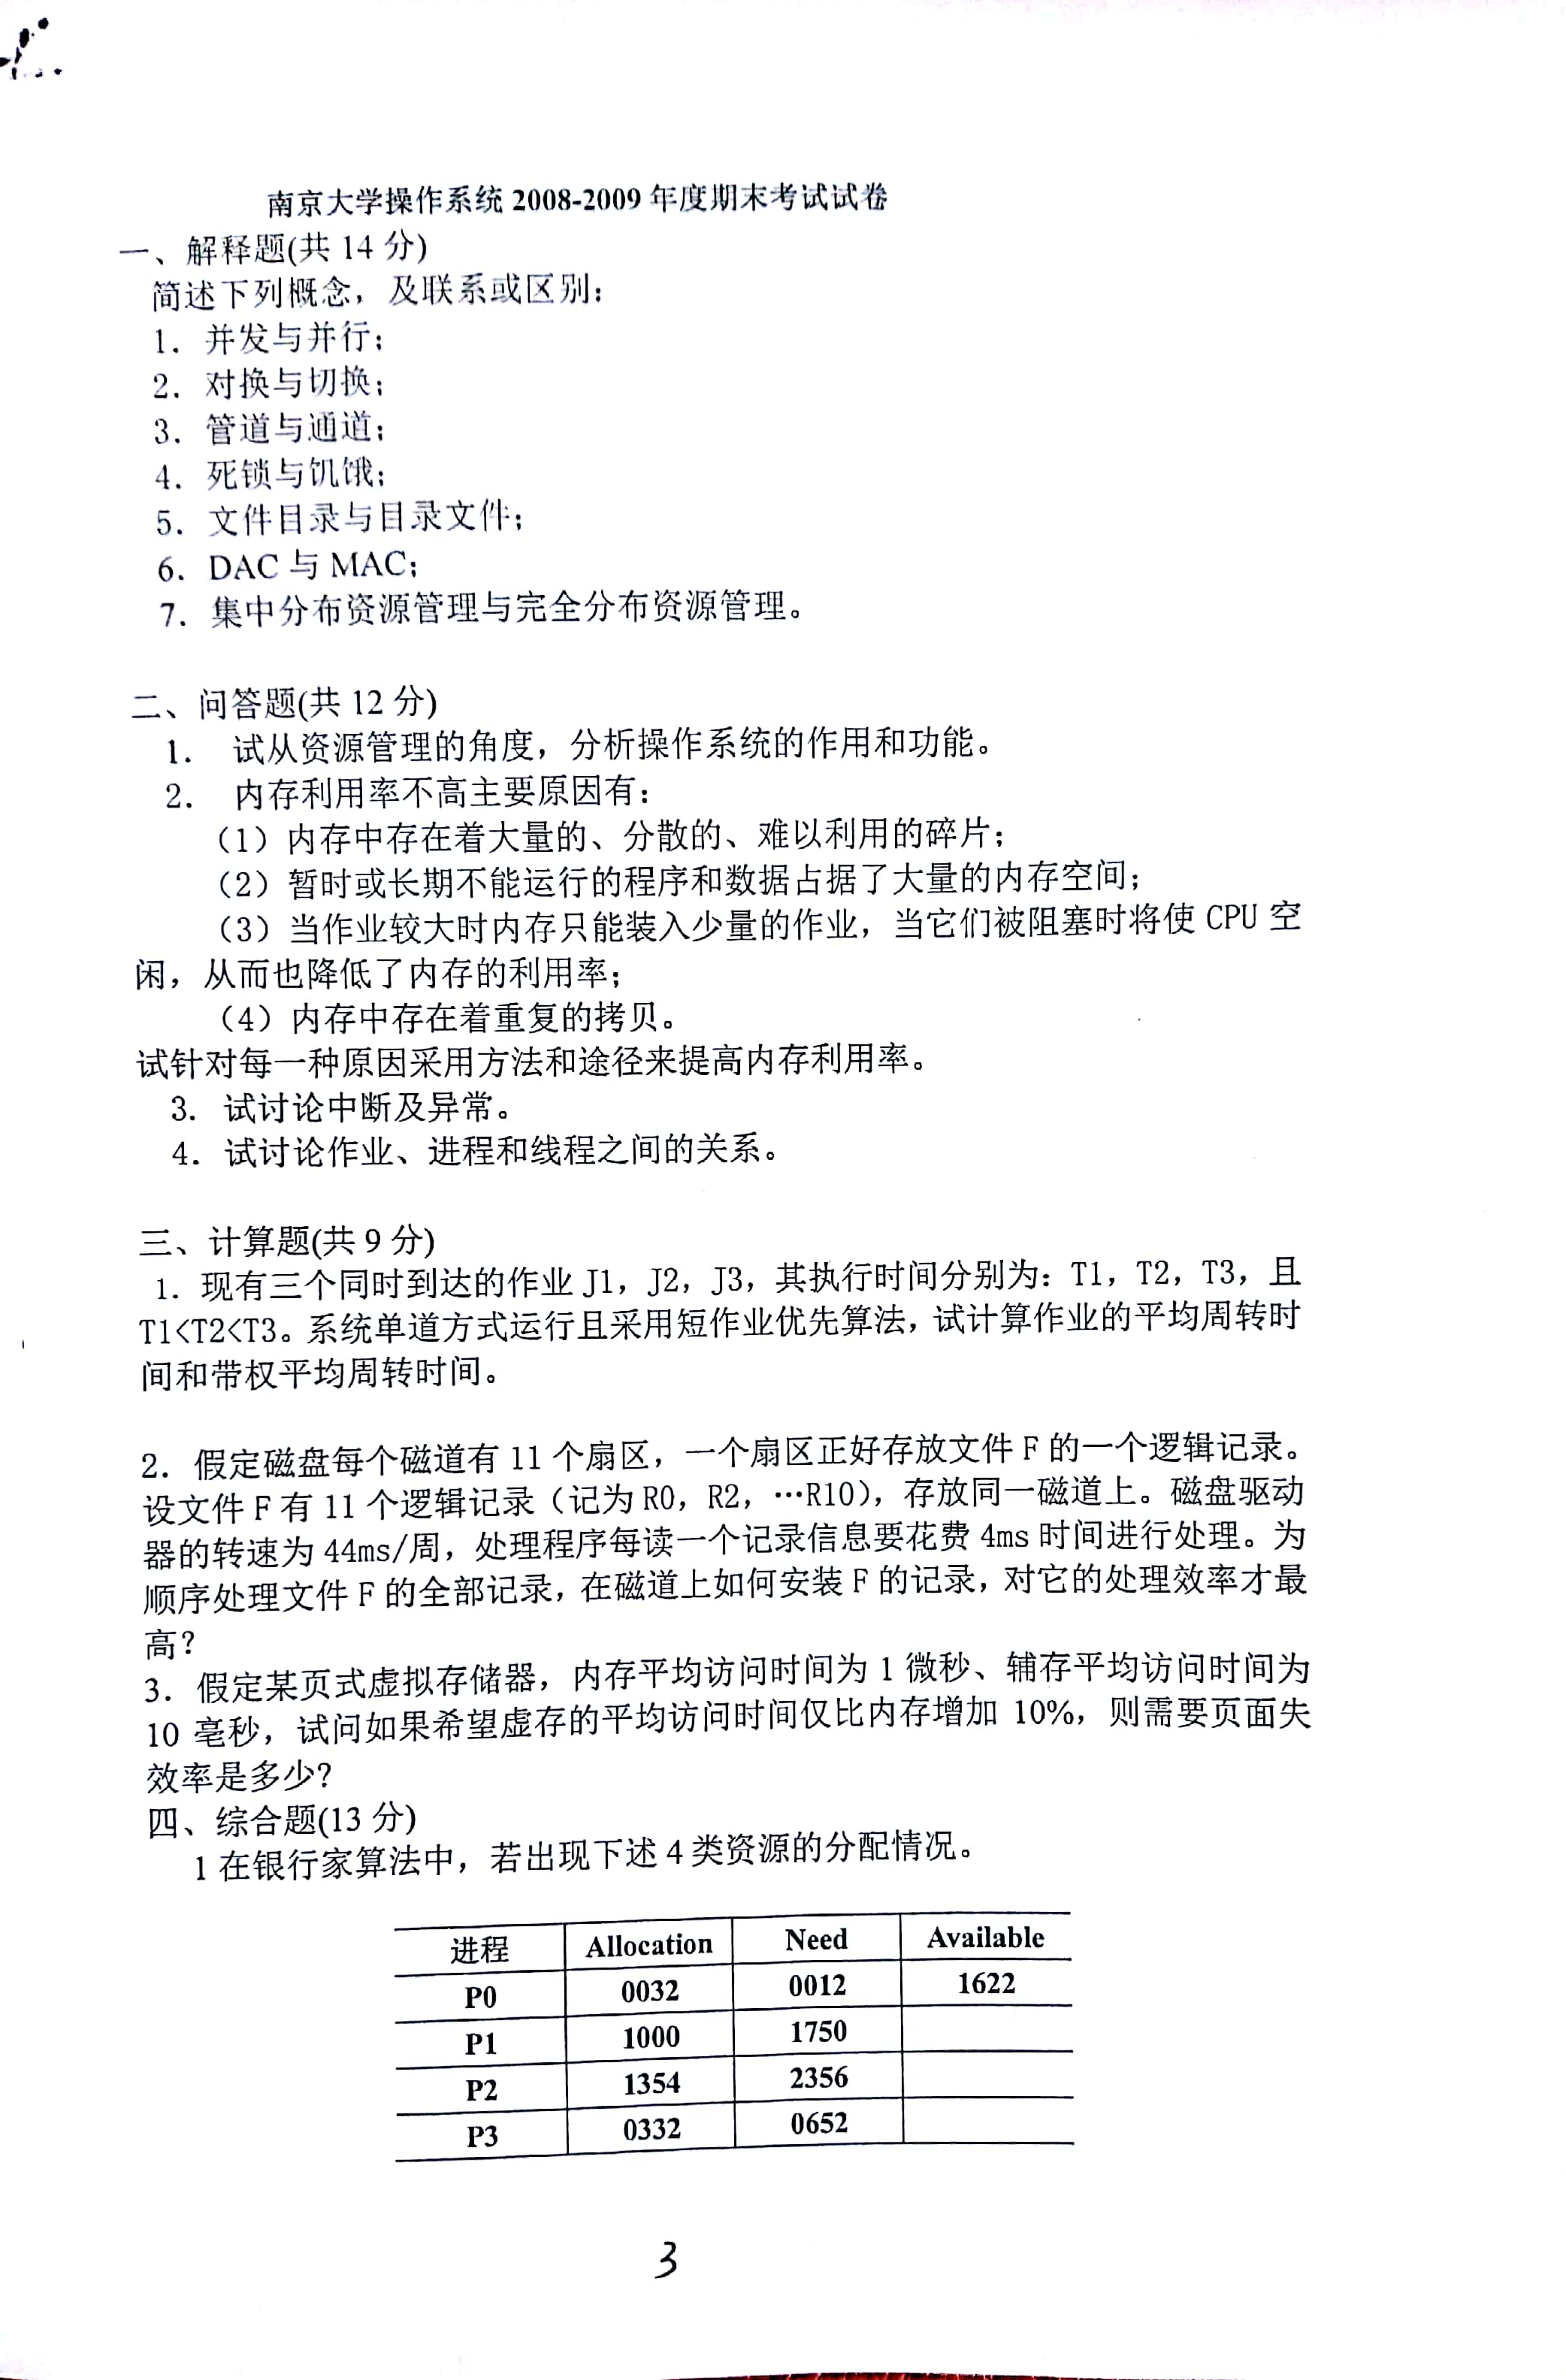 南京大学操作系统 2008-2009 年度期末考试试卷
一、解释题(共 14 分)
简述下列概念，及联系或区别：
1. 并发与并行；
2. 对换与切换；
3. 管道与通道；
4. 死锁与饥饿；
5. 文件目录与目录文件；
6. DAC 与 MAC；
7. 集中分布资源管理与完全分布资源管理。
二、问答题(共 12 分)
1. 试从资源管理的角度，分析操作系统的作用和功能。
2. 内存利用率不高主要原因有：
（1）内存中存在着大量的、分散的、难以利用的碎片；
（2）暂时或长期不能运行的程序和数据占据了大量的内存空间；
（3）当作业较大时内存只能装入少量的作业，当它们被阻塞时将使 CPU 空
闲，从而也降低了内存的利用率；
（4）内存中存在着重复的拷贝。
试针对每一种原因采用方法和途径来提高内存利用率。
3. 试讨论中断及异常。
4. 试讨论作业、进程和线程之间的关系。
三、计算题(共 9 分)
1. 现有三个同时到达的作业 J1，J2，J3，其执行时间分别为：T1，T2，T3，且
T1<T2<T3。系统单道方式运行且采用短作业优先算法，试计算作业的平均周转时
间和带权平均周转时间。
2. 假定磁盘每个磁道有 11 个扇区，一个扇区正好存放文件 F 的一个逻辑记录。
设文件 F 有 11 个逻辑记录（记为 R0，R2，…R10），存放同一磁道上。磁盘驱动
器的转速为 44ms/周，处理程序每读一个记录信息要花费 4ms 时间进行处理。为
顺序处理文件 F 的全部记录，在磁道上如何安装 F 的记录，对它的处理效率才最
高？
3. 假定某页式虚拟存储器，内存平均访问时间为 1 微秒、辅存平均访问时间为
10 毫秒，试问如果希望虚存的平均访问时间仅比内存增加 10%，则需要页面失
效率是多少？
四、综合题(13 分)
1 在银行家算法中，若出现下述 4 类资源的分配情况。
进程 Allocation Need Available
P0 0032 0012 1622
P1 1000 1750
P2 1354 2356
P3 0332 0652
3